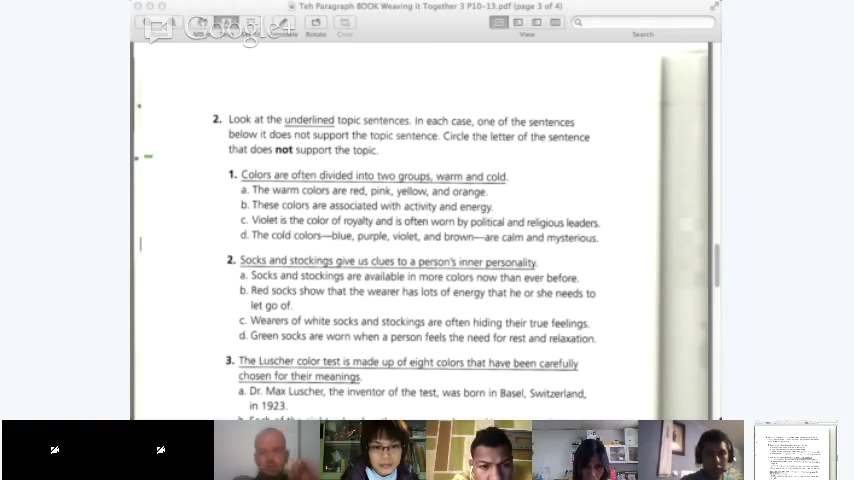 Teh Paragraph BOOK Weaving it Together 3 P10-13.pdf (page 3 of 4)
Google+
Rotate
View
Search
2. Look at the underlined topic sentences. In each case, one of the sentences
below it does not support the topic sentence. Circle the letter of the sentence
that does not support the topic.
1. Colors are often divided into two groups, warm and cold.
a. The warm colors are red, pink, yellow, and orange.
b. These colors are associated with activity and energy.
c. Violet is the color of royalty and is often worn by political and religious leaders.
d. The cold colors—blue, purple, violet, and brown—are calm and mysterious.
2. Socks and stockings give us clues to a person's inner personality.
a. Socks and stockings are available in more colors now than ever before.
b. Red socks show that the wearer has lots of energy that he or she needs to
let go of.
c. Wearers of white socks and stockings are often hiding their true feelings.
d. Green socks are worn when a person feels the need for rest and relaxation.
3. The Luscher color test is made up of eight colors that have been carefully
chosen for their meanings.
a. Dr. Max Luscher, the inventor of the test, was born in Basel, Switzerland,
in 1923.